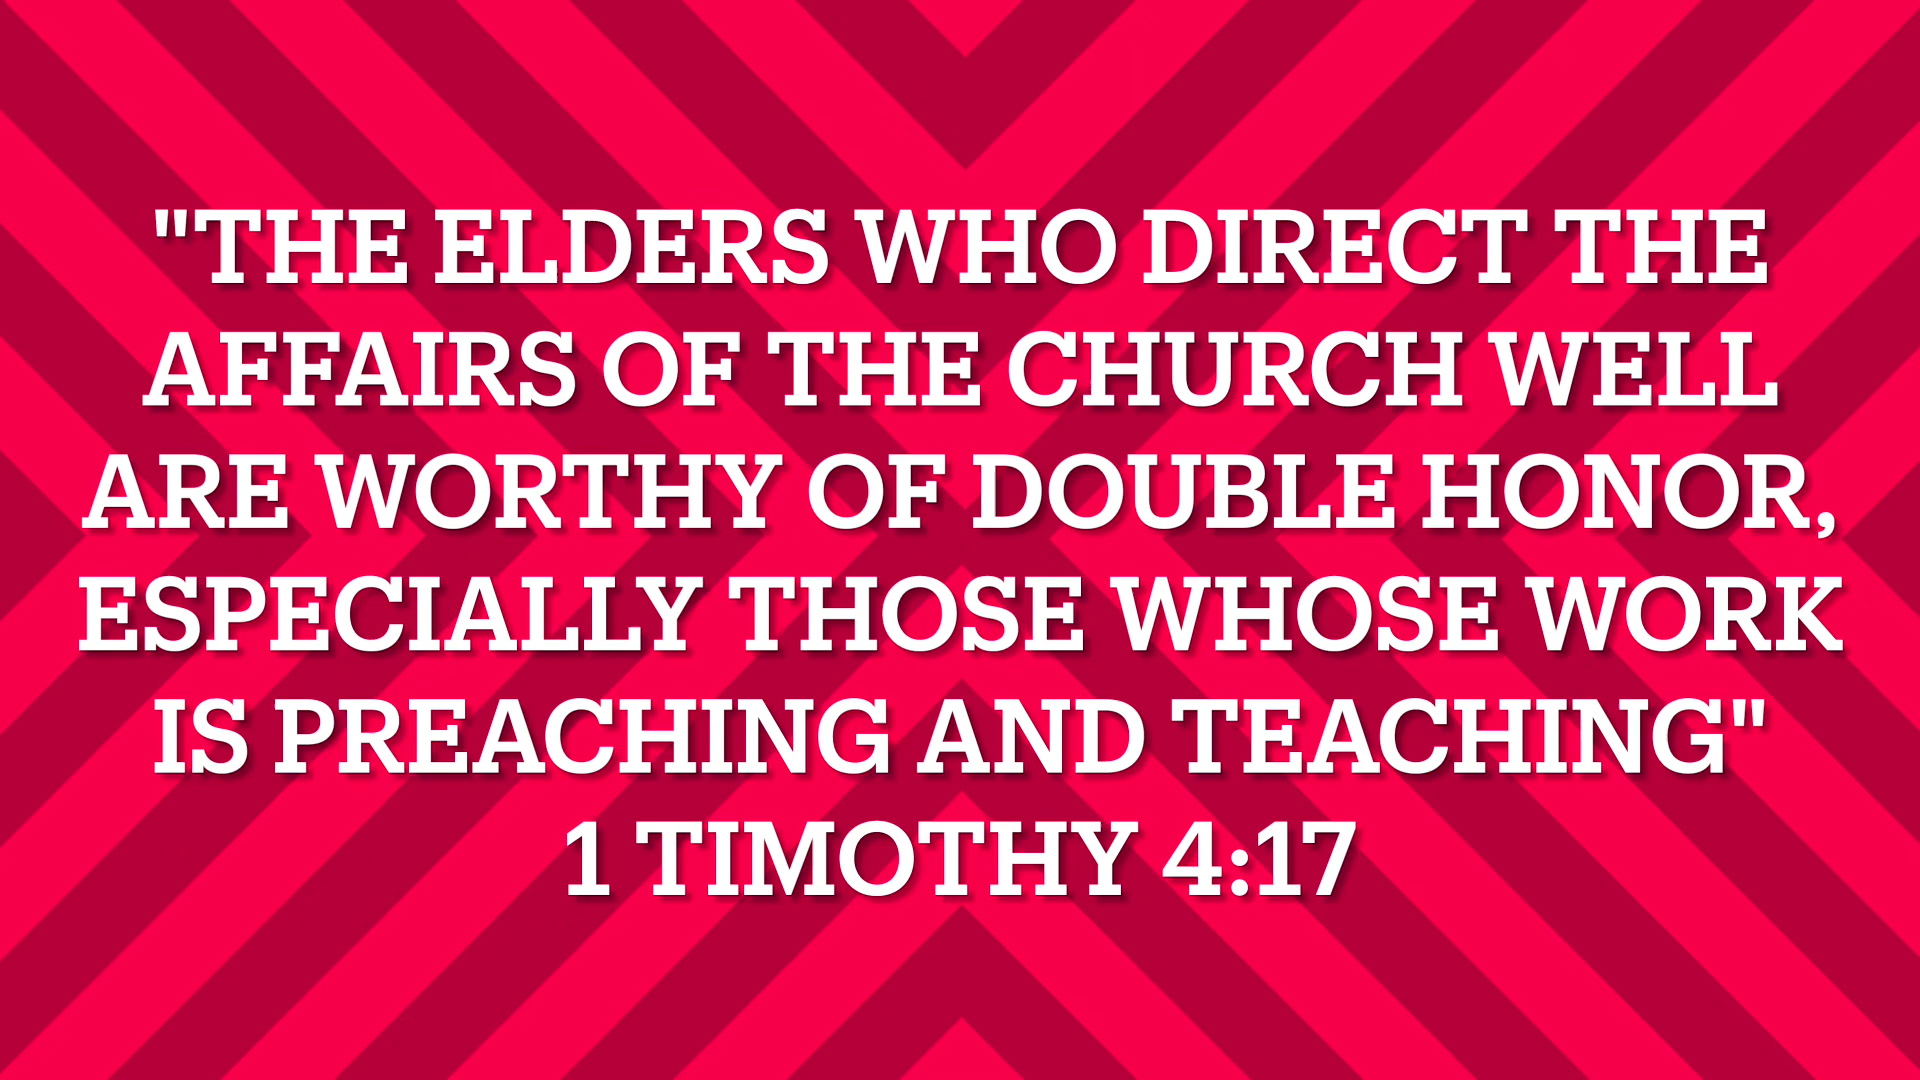 "THE ELDERS WHO DIRECT THE
AFFAIRS OF THE CHURCH WELL
ARE WORTHY OF DOUBLE HONOR,
ESPECIALLY THOSE WHOSE WORK
IS PREACHING AND TEACHING"
1 TIMOTHY 4:17